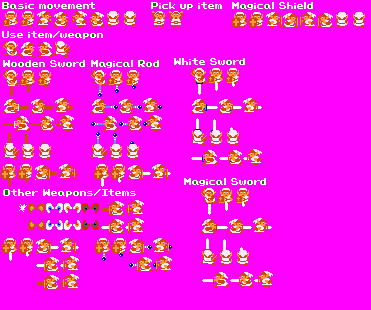 Basic movement
Pick up item
Magical Shield
Use item/weapon
Wooden Sword
Magical Rod
White Sword
Other Weapons/Items
Magical Sword